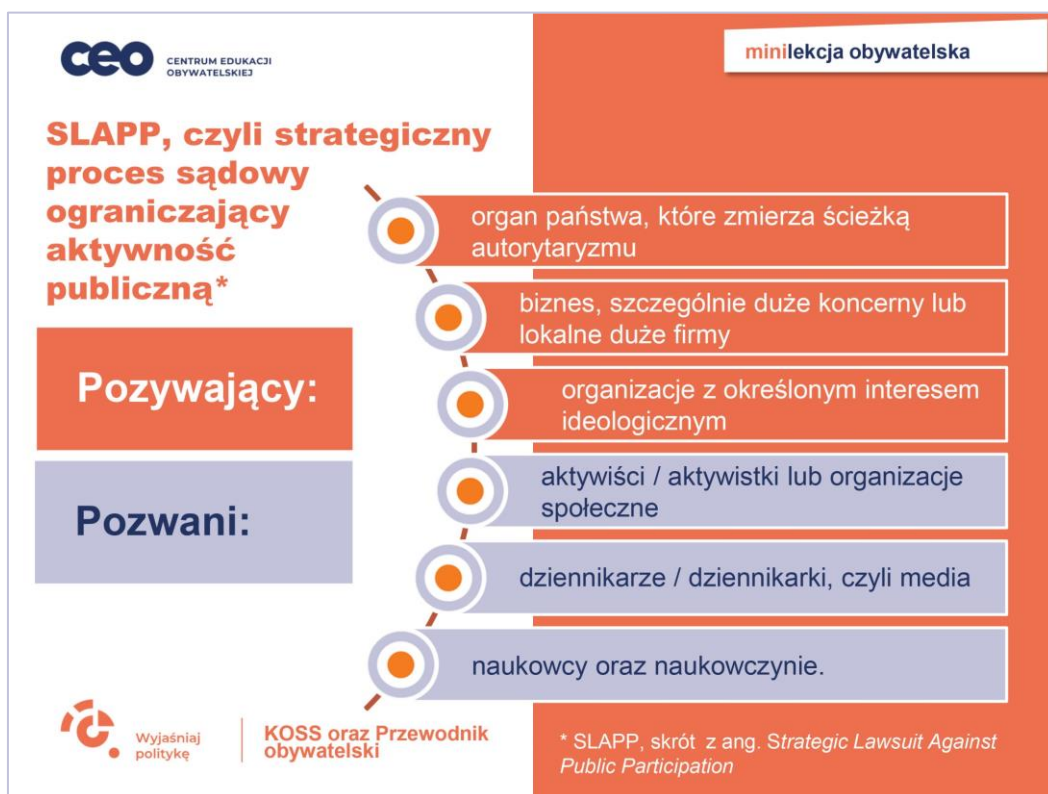 ceo CENTRUM EDUKACJI
OBYWATELSKIEJ
minilekcja obywatelska
SLAPP, czyli strategiczny
proces sądowy
ograniczający
aktywność
publiczną*
Pozywający:
organ państwa, które zmierza ścieżką
autorytaryzmu
biznes, szczególnie duże koncerny lub
lokalne duże firmy
organizacje z określonym interesem
ideologicznym
Pozwani:
aktywiści / aktywistki lub organizacje
społeczne
dziennikarze / dziennikarki, czyli media
naukowcy oraz naukowczynie.
Wyjaśniaj
politykę
KOSS oraz Przewodnik
obywatelski
* SLAPP, skrót z ang. Strategic Lawsuit Against
Public Participation